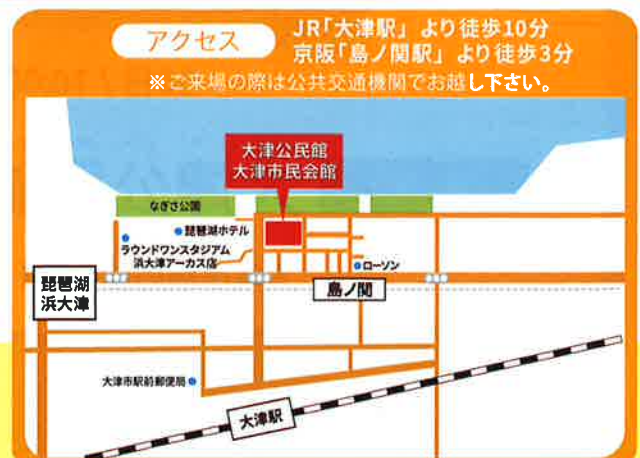 アクセス
JR「大津駅」より徒歩10分
京阪「島ノ関駅」より徒歩3分
※ご来場の際は公共交通機関でお越し下さい。
大津公民館
大津市民会館
なぎさ公園
琵琶湖ホテル
ラウンドワンスタジアム
浜大津アーカス店
ローソン
琵琶湖
浜大津
島ノ関
大津市駅前郵便局
大津駅